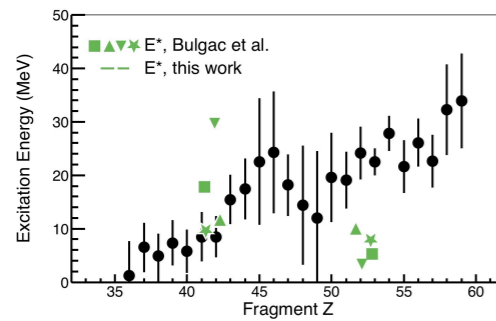 50
E*, Bulgac et al.
E*, this work
40
30
20
10
0
Excitation Energy (MeV)
35 40 45 50 55 60
Fragment Z